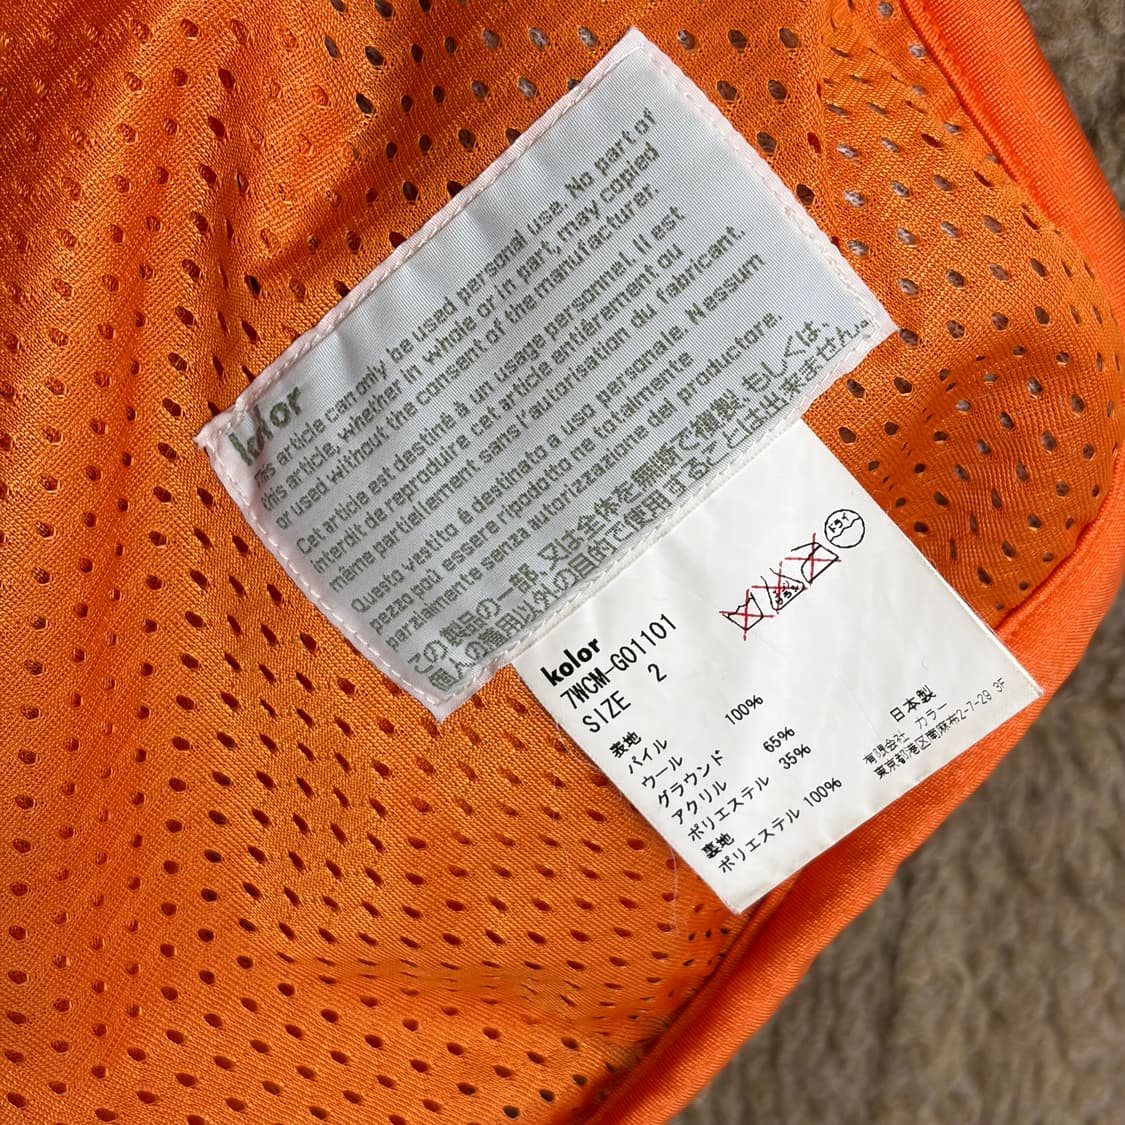 kolor
this article can only be used personal use. No part of
this article, whether in whole or in part, may copied
or used without the consent of the manufacturer.
Cet article est destiné à un usage personnel. Il est
interdit de reproduire cet article entièrement ou
même partiellement sans l'autorisation du fabricant.
Questo vestito é destinato a uso personale. Nessum
pezzo pou essere ripodotto ne totalmente
parzialmente senza autorizzazione del productore.
この製品の一部、又は全体を無断で複製、もしくは、
個人の着用以外の目的で使用することは出来ません。
kolor
7WCM-G01101
SIZE 2
表地
パイル
ウール 100%
グラウンド
アクリル 65%
ポリエステル 35%
裏地
ポリエステル 100%
ドライ
日本製
有限会社 カラー
東京都港区南麻布2-7-29 3F